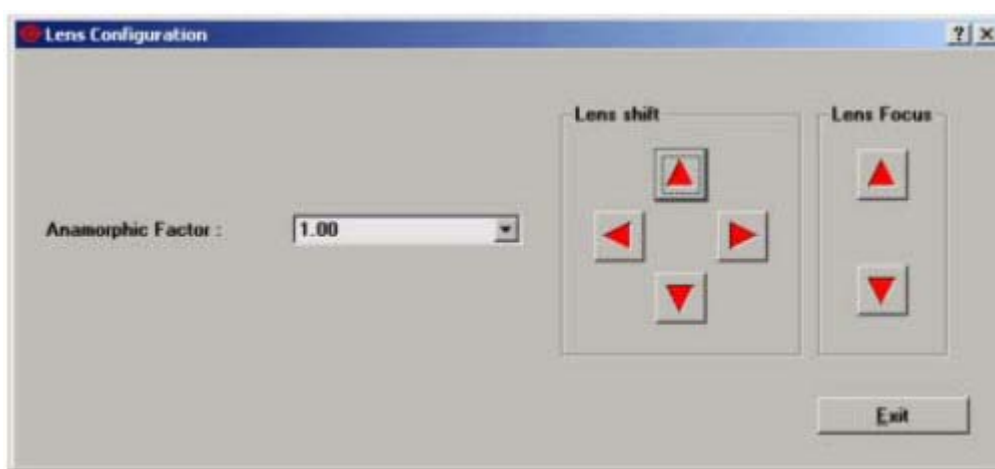 Lens Configuration
Lens shift
Lens Focus
Anamorphic Factor :
1.00
Exit